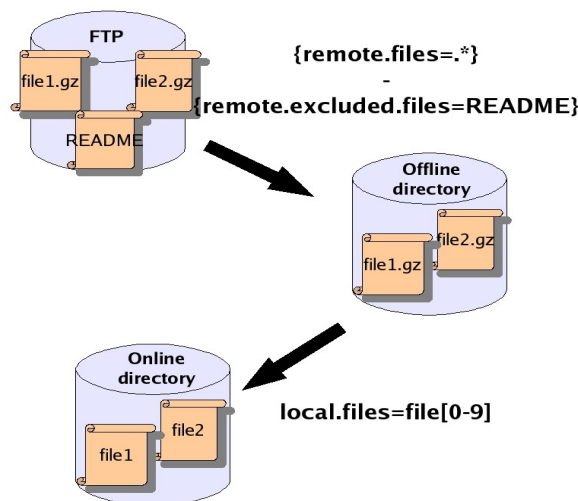 FTP
file1.gz
file2.gz
README
{remote.files=.*}
-
{remote.excluded.files=README}
Offline
directory
file1.gz
file2.gz
Online
directory
file1
file2
local.files=file[0-9]